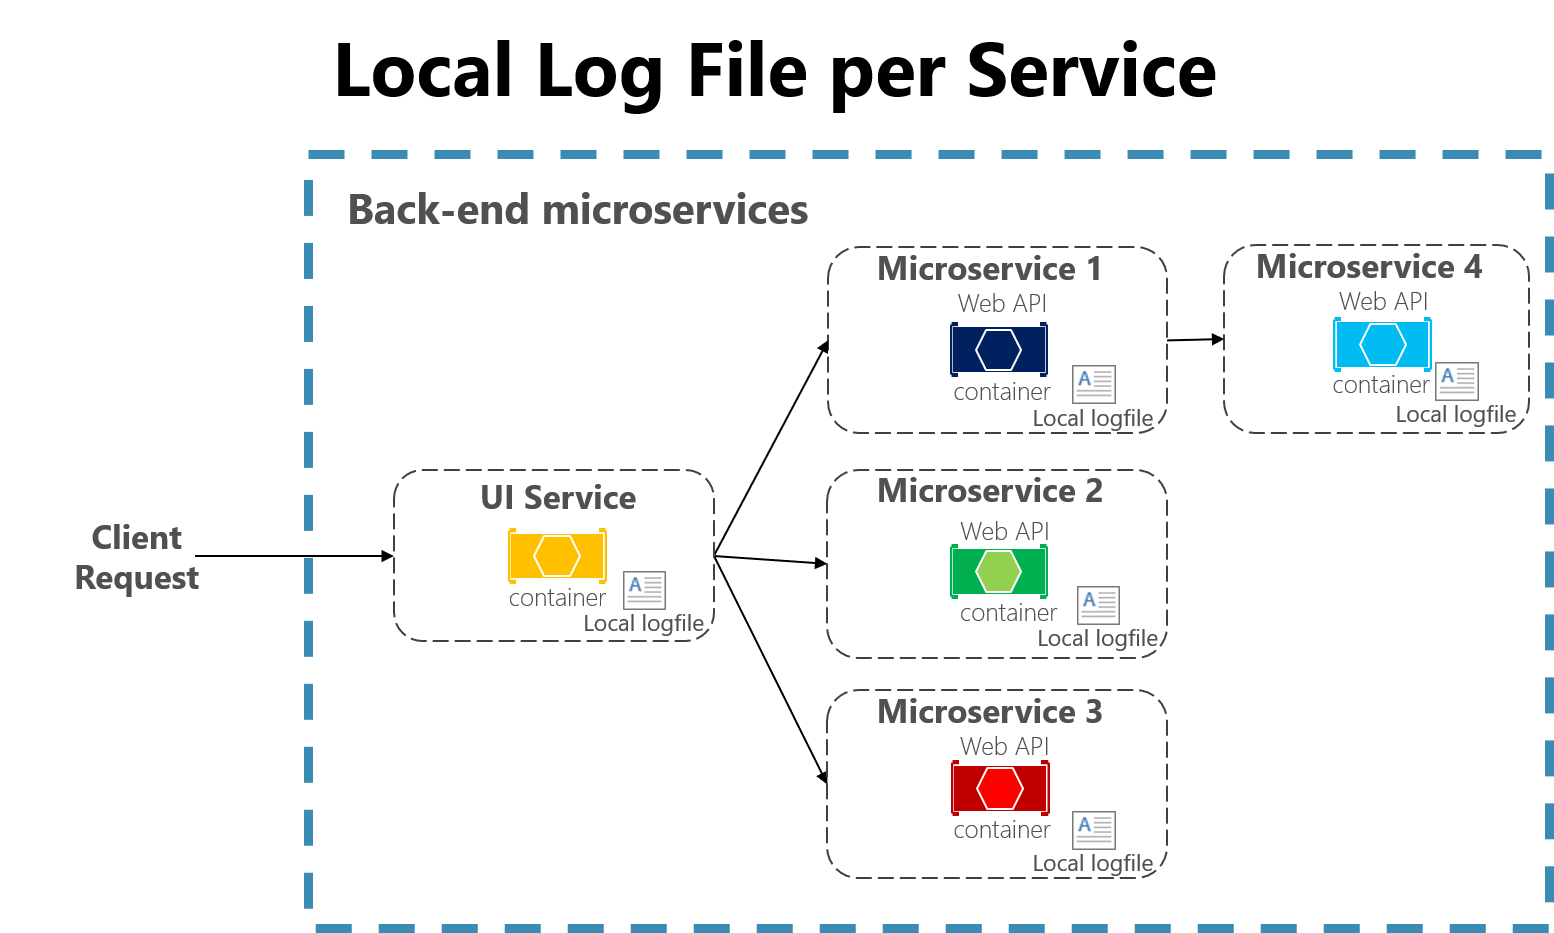 Local Log File per Service
Back-end microservices
Client
Request
UI Service
container
A
Local logfile
Microservice 1
Web API
container
A
Local logfile
Microservice 4
Web API
container
A
Local logfile
Microservice 2
Web API
container
A
Local logfile
Microservice 3
Web API
container
A
Local logfile